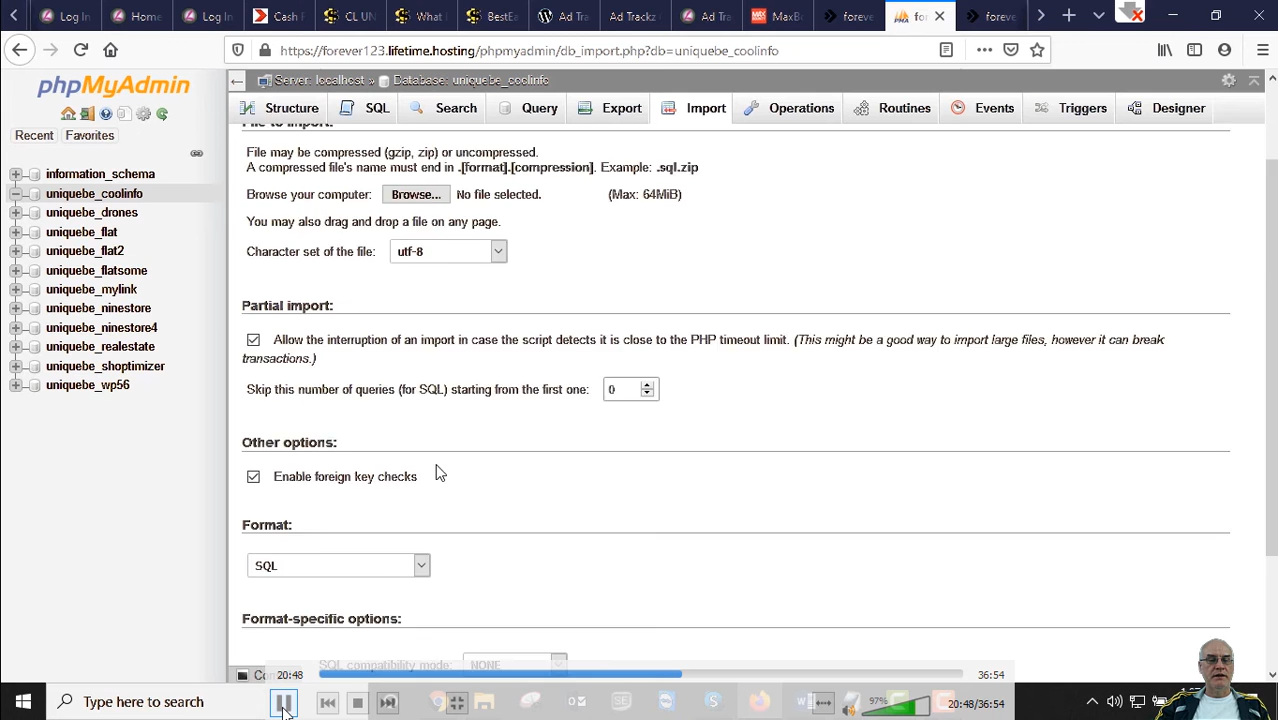 Log In
Home
Log In
Cash F
CL UN
What I
BestEa
Ad Tra
Ad Trackz
Ad Tra
MaxBo
foreve
foreve
foreve
https://forever123.lifetime.hosting/phpmyadmin/db_import.php?db=uniquebe_coolinfo
phpMyAdmin
Recent
Favorites
information_schema
uniquebe_coolinfo
uniquebe_drones
uniquebe_flat
uniquebe_flat2
uniquebe_flatsome
uniquebe_mylink
uniquebe_ninestore
uniquebe_ninestore4
uniquebe_realestate
uniquebe_shoptimizer
uniquebe_wp56
Server: localhost » Database: uniquebe_coolinfo
Structure
SQL
Search
Query
Export
Import
Operations
Routines
Events
Triggers
Designer
File to import:
File may be compressed (gzip, zip) or uncompressed.
A compressed file's name must end in .[format].[compression]. Example: .sql.zip
Browse your computer: Browse... No file selected. (Max: 64MiB)
You may also drag and drop a file on any page.
Character set of the file: utf-8
Partial import:
Allow the interruption of an import in case the script detects it is close to the PHP timeout limit. (This might be a good way to import large files, however it can break
transactions.)
Skip this number of queries (for SQL) starting from the first one: 0
Other options:
Enable foreign key checks
Format:
SQL
Format-specific options:
SQL compatibility mode: NONE
20:48
36:54
Type here to search
97%
20:48/36:54